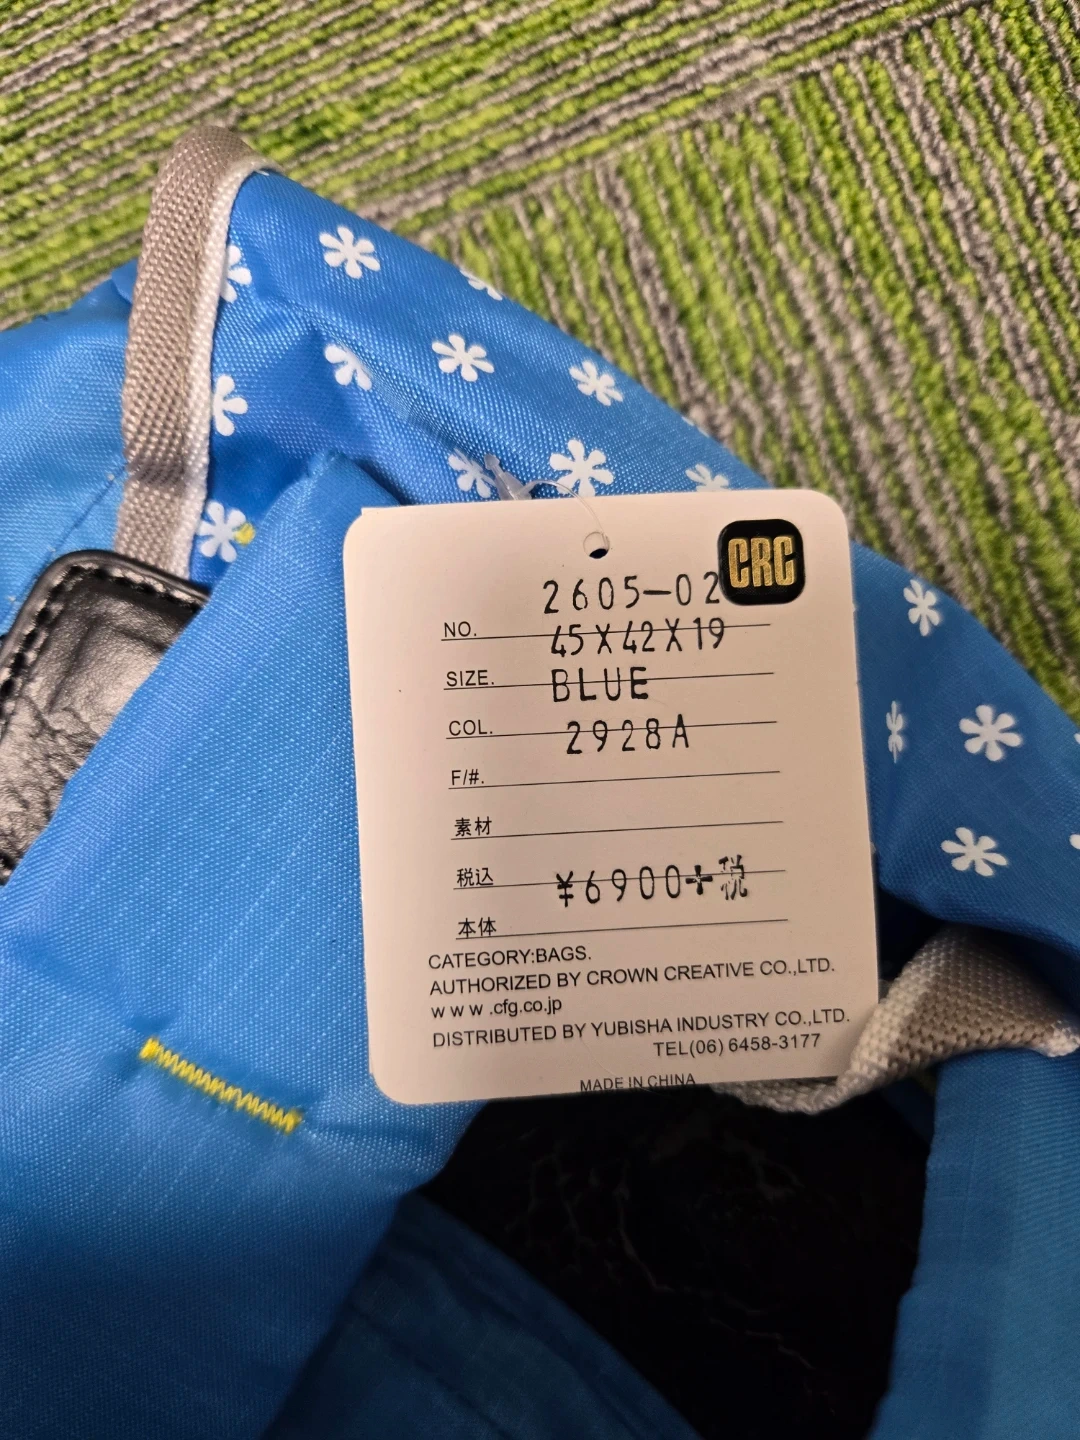 CRC
NO. 2605-02
SIZE. 45X42X19
COL. BLUE
F/#. 2928A
素材
税込
本体 ¥6900+税
CATEGORY:BAGS.
AUTHORIZED BY CROWN CREATIVE CO.,LTD.
www.cfg.co.jp
DISTRIBUTED BY YUBISHA INDUSTRY CO.,LTD.
TEL(06) 6458-3177
MADE IN CHINA